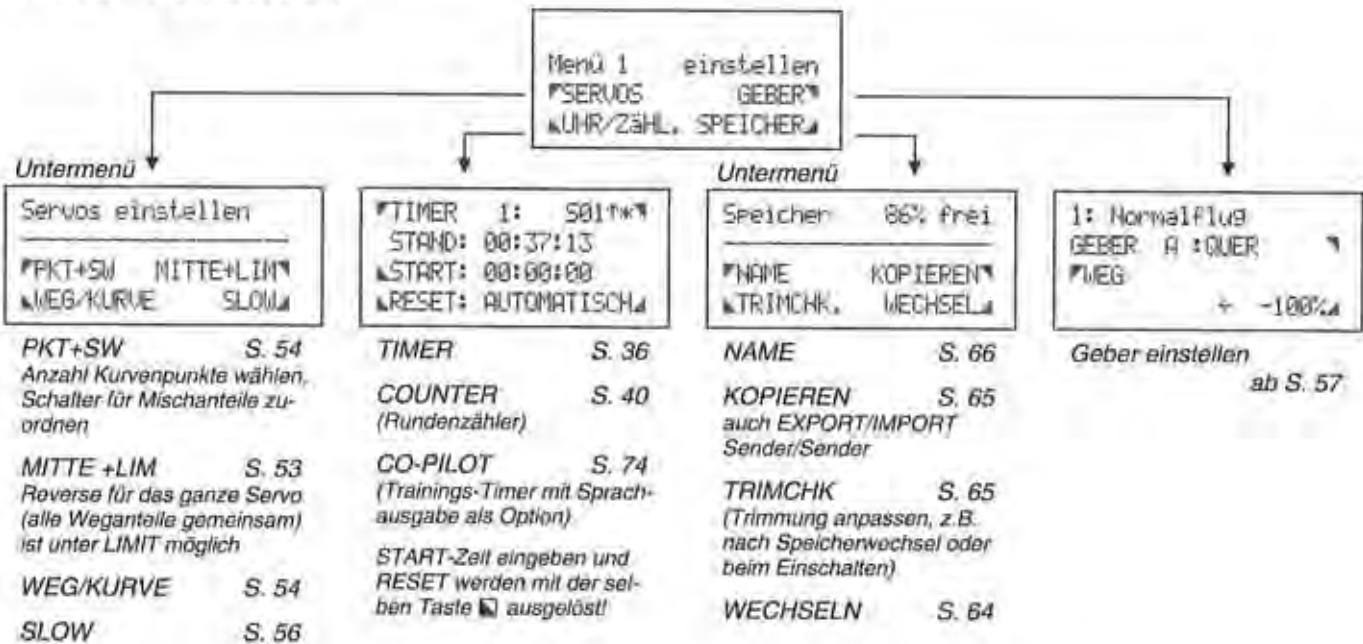 Menü 1 einstellen
SERVOS GEBER
UHR/ZäHL. SPEICHER
Untermenü
Servos einstellen
PKT+SW MITTE+LIM
WEG/KURVE SLOW
PKT+SW S. 54
Anzahl Kurvenpunkte wählen,
Schalter für Mischanteile zu-
ordnen
MITTE +LIM S. 53
Reverse für das ganze Servo
(alle Weganteile gemeinsam)
ist unter LIMIT möglich
WEG/KURVE S. 54
SLOW S. 56
TIMER 1: S01↑*
STAND: 00:37:13
START: 00:00:00
RESET: AUTOMATISCH
TIMER S. 36
COUNTER S. 40
(Rundenzähler)
CO-PILOT S. 74
(Trainings-Timer mit Sprach-
ausgabe als Option)
START-Zeit eingeben und
RESET werden mit der sel-
ben Taste ausgelöst!
Untermenü
Speicher 86% frei
NAME KOPIEREN
TRIMCHK. WECHSEL
NAME S. 66
KOPIEREN S. 65
auch EXPORT/IMPORT
Sender/Sender
TRIMCHK S. 65
(Trimmung anpassen, z.B.
nach Speicherwechsel oder
beim Einschalten)
WECHSELN S. 64
1: Normalflug
GEBER A :QUER
WEG
÷ -100%
Geber einstellen
ab S. 57